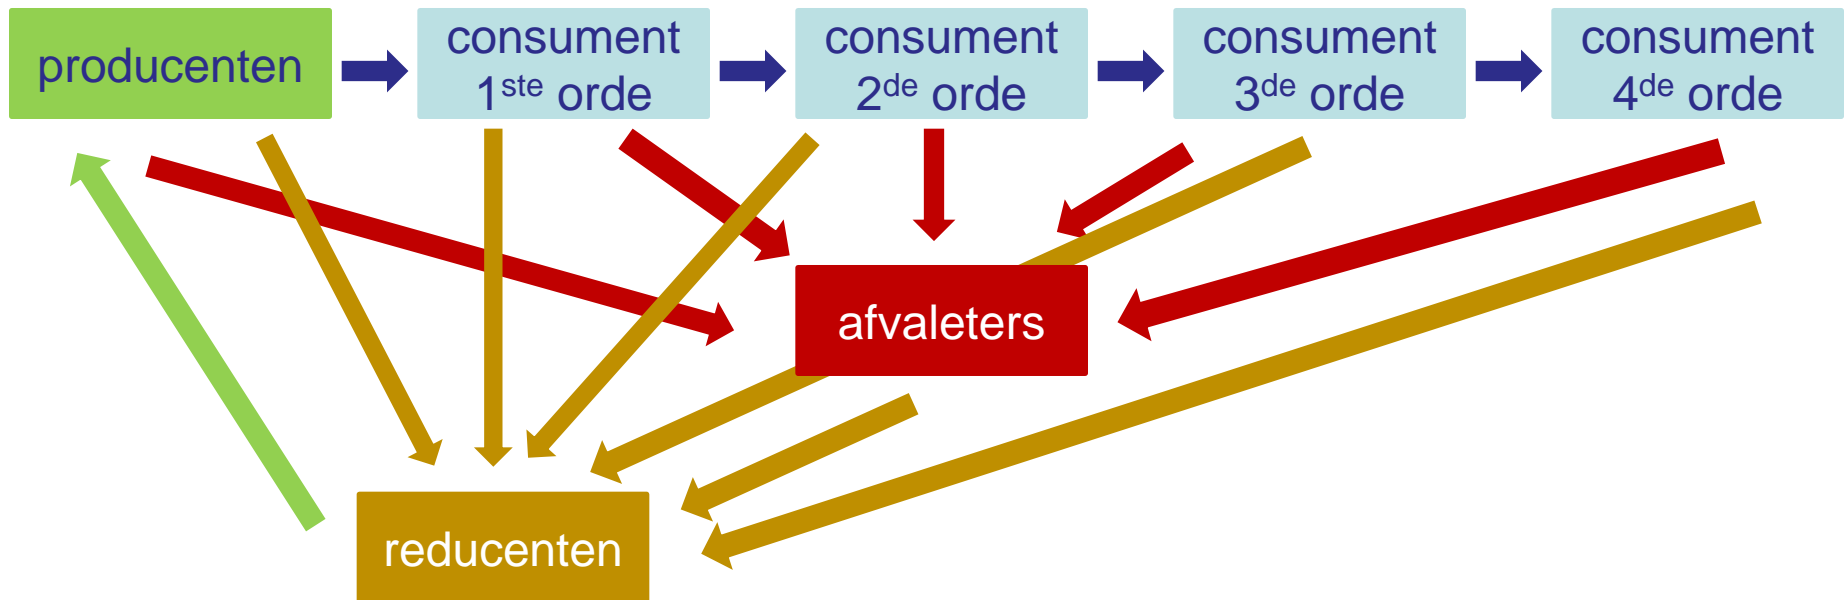 producenten
consument
1ste orde
consument
2de orde
consument
3de orde
consument
4de orde
afvaleters
reducenten